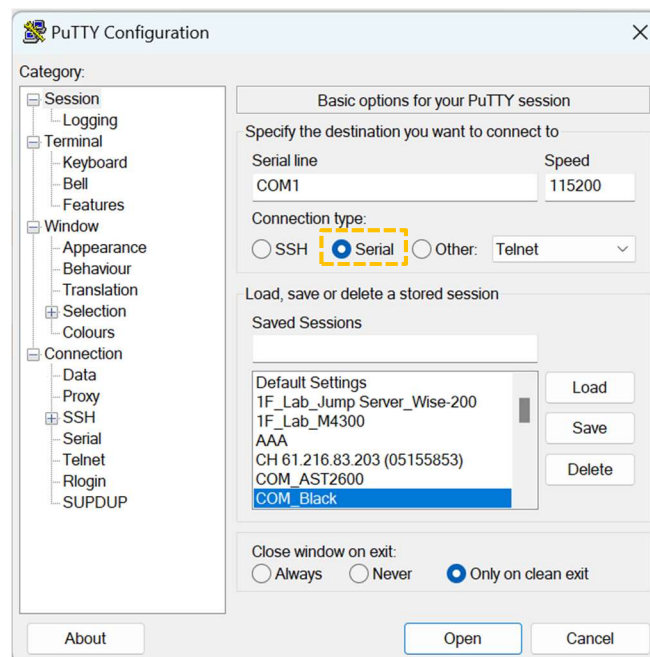 PuTTY Configuration
Category:
Session
Logging
Terminal
Keyboard
Bell
Features
Window
Appearance
Behaviour
Translation
Selection
Colours
Connection
Data
Proxy
SSH
Serial
Telnet
Rlogin
SUPDUP
Basic options for your PuTTY session
Specify the destination you want to connect to
Serial line Speed
COM1 115200
Connection type:
SSH Serial Other: Telnet
Load, save or delete a stored session
Saved Sessions
Default Settings
1F_Lab_Jump Server_Wise-200
1F_Lab_M4300
AAA
CH 61.216.83.203 (05155853)
COM_AST2600
COM_Black
Load
Save
Delete
Close window on exit:
Always Never Only on clean exit
About Open Cancel